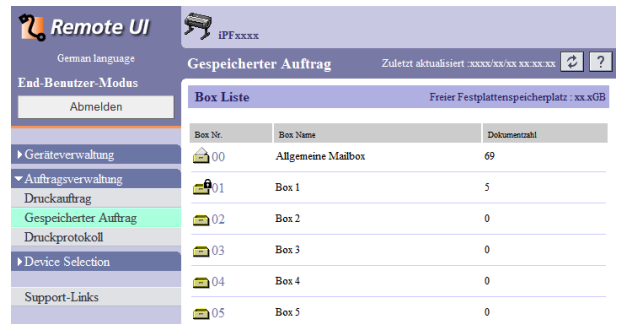 Remote UI
iPFxxxx
German language
Gespeicherter Auftrag
Zuletzt aktualisiert :xxxx/xx/xx xx:xx:xx
?
End-Benutzer-Modus
Abmelden
Box Liste
Freier Festplattenspeicherplatz : xx.xGB
Box Nr. Box Name Dokumentzahl
00 Allgemeine Mailbox 69
01 Box 1 5
02 Box 2 0
03 Box 3 0
04 Box 4 0
05 Box 5 0
Geräteverwaltung
Auftragsverwaltung
Druckauftrag
Gespeicherter Auftrag
Druckprotokoll
Device Selection
Support-Links